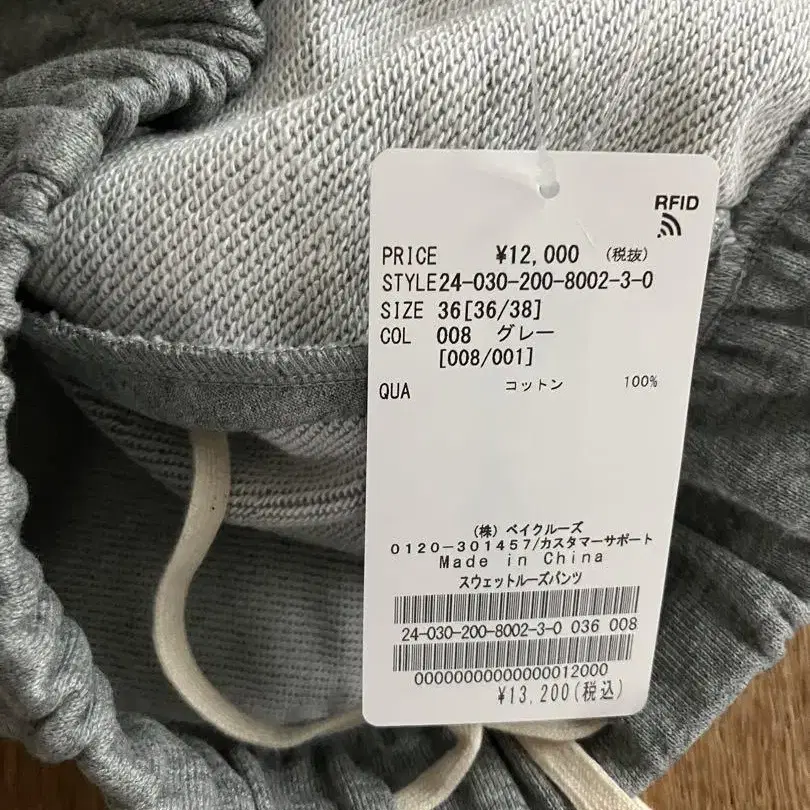 RFID
PRICE ¥12,000 (税抜)
STYLE 24-030-200-8002-3-0
SIZE 36[36/38]
COL 008 グレー
[008/001]
QUA コットン 100%
(株) ベイクルーズ
0120-301457/カスタマーサポート
Made in China
スウェットルーズパンツ
24-030-200-8002-3-0 036 008
00000000000000012000
¥13,200(税込)